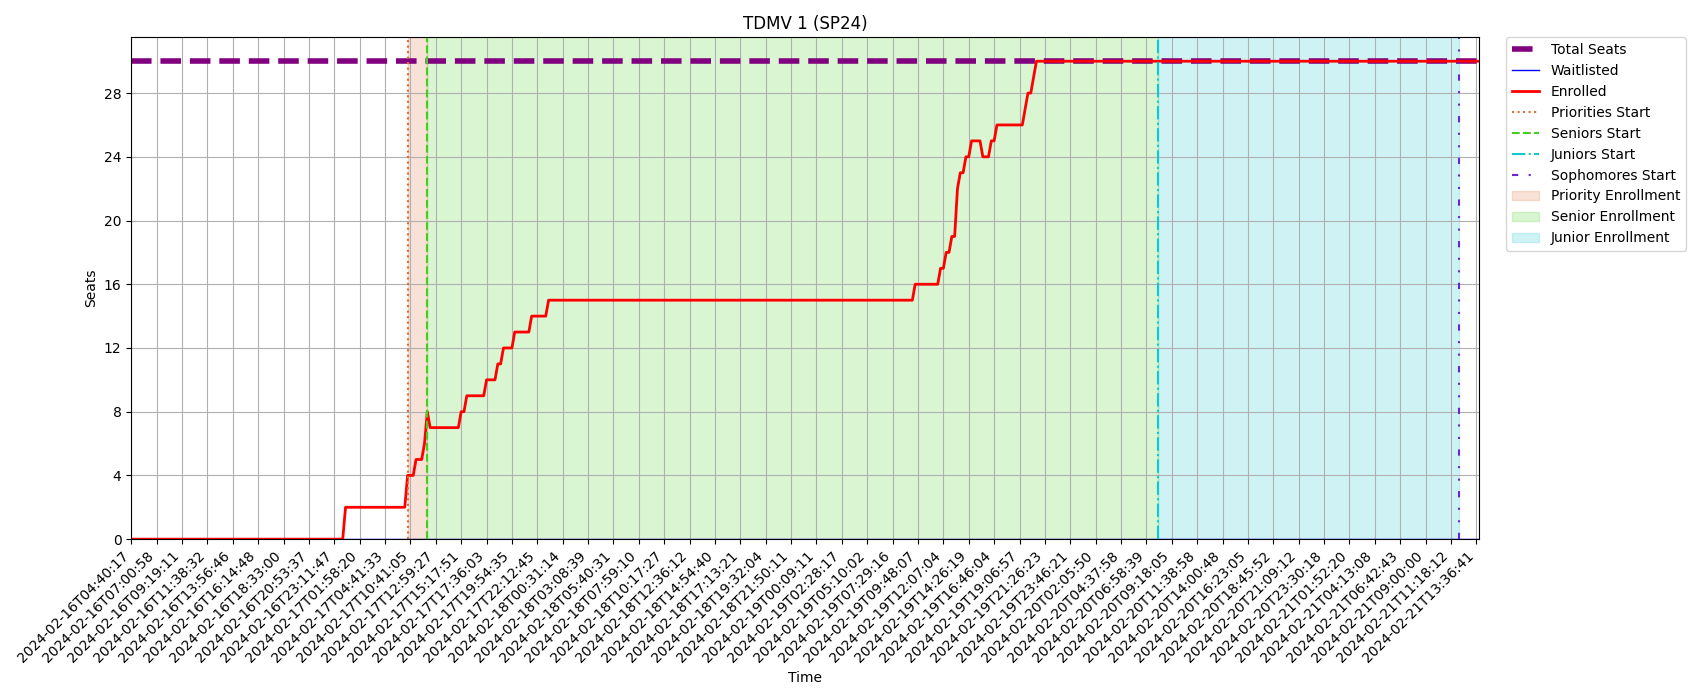 TDMV 1 (SP24)
Total Seats
Waitlisted
Enrolled
Priorities Start
Seniors Start
Juniors Start
Sophomores Start
Priority Enrollment
Senior Enrollment
Junior Enrollment
Seats
28
24
20
16
12
8
4
0
2024-02-16T04:40:17
2024-02-16T07:00:58
2024-02-16T09:19:11
2024-02-16T11:38:32
2024-02-16T13:56:46
2024-02-16T16:14:48
2024-02-16T18:33:00
2024-02-16T20:53:37
2024-02-16T23:11:47
2024-02-17T01:58:20
2024-02-17T04:41:33
2024-02-17T10:41:05
2024-02-17T12:59:27
2024-02-17T15:17:51
2024-02-17T17:36:03
2024-02-17T19:54:35
2024-02-17T22:12:45
2024-02-18T00:31:14
2024-02-18T03:08:39
2024-02-18T05:40:31
2024-02-18T07:59:10
2024-02-18T10:17:27
2024-02-18T12:36:12
2024-02-18T14:54:40
2024-02-18T17:13:21
2024-02-18T19:32:04
2024-02-18T21:50:11
2024-02-19T00:09:11
2024-02-19T02:28:17
2024-02-19T05:10:02
2024-02-19T07:29:16
2024-02-19T09:48:07
2024-02-19T12:07:04
2024-02-19T14:26:19
2024-02-19T16:46:04
2024-02-19T19:06:57
2024-02-19T21:26:23
2024-02-19T23:46:21
2024-02-20T02:05:50
2024-02-20T04:37:58
2024-02-20T06:58:39
2024-02-20T09:18:05
2024-02-20T11:38:58
2024-02-20T14:00:48
2024-02-20T16:23:05
2024-02-20T18:45:52
2024-02-20T21:09:12
2024-02-20T23:30:18
2024-02-21T01:52:20
2024-02-21T04:13:08
2024-02-21T06:42:43
2024-02-21T09:00:00
2024-02-21T11:18:12
2024-02-21T13:36:41
Time